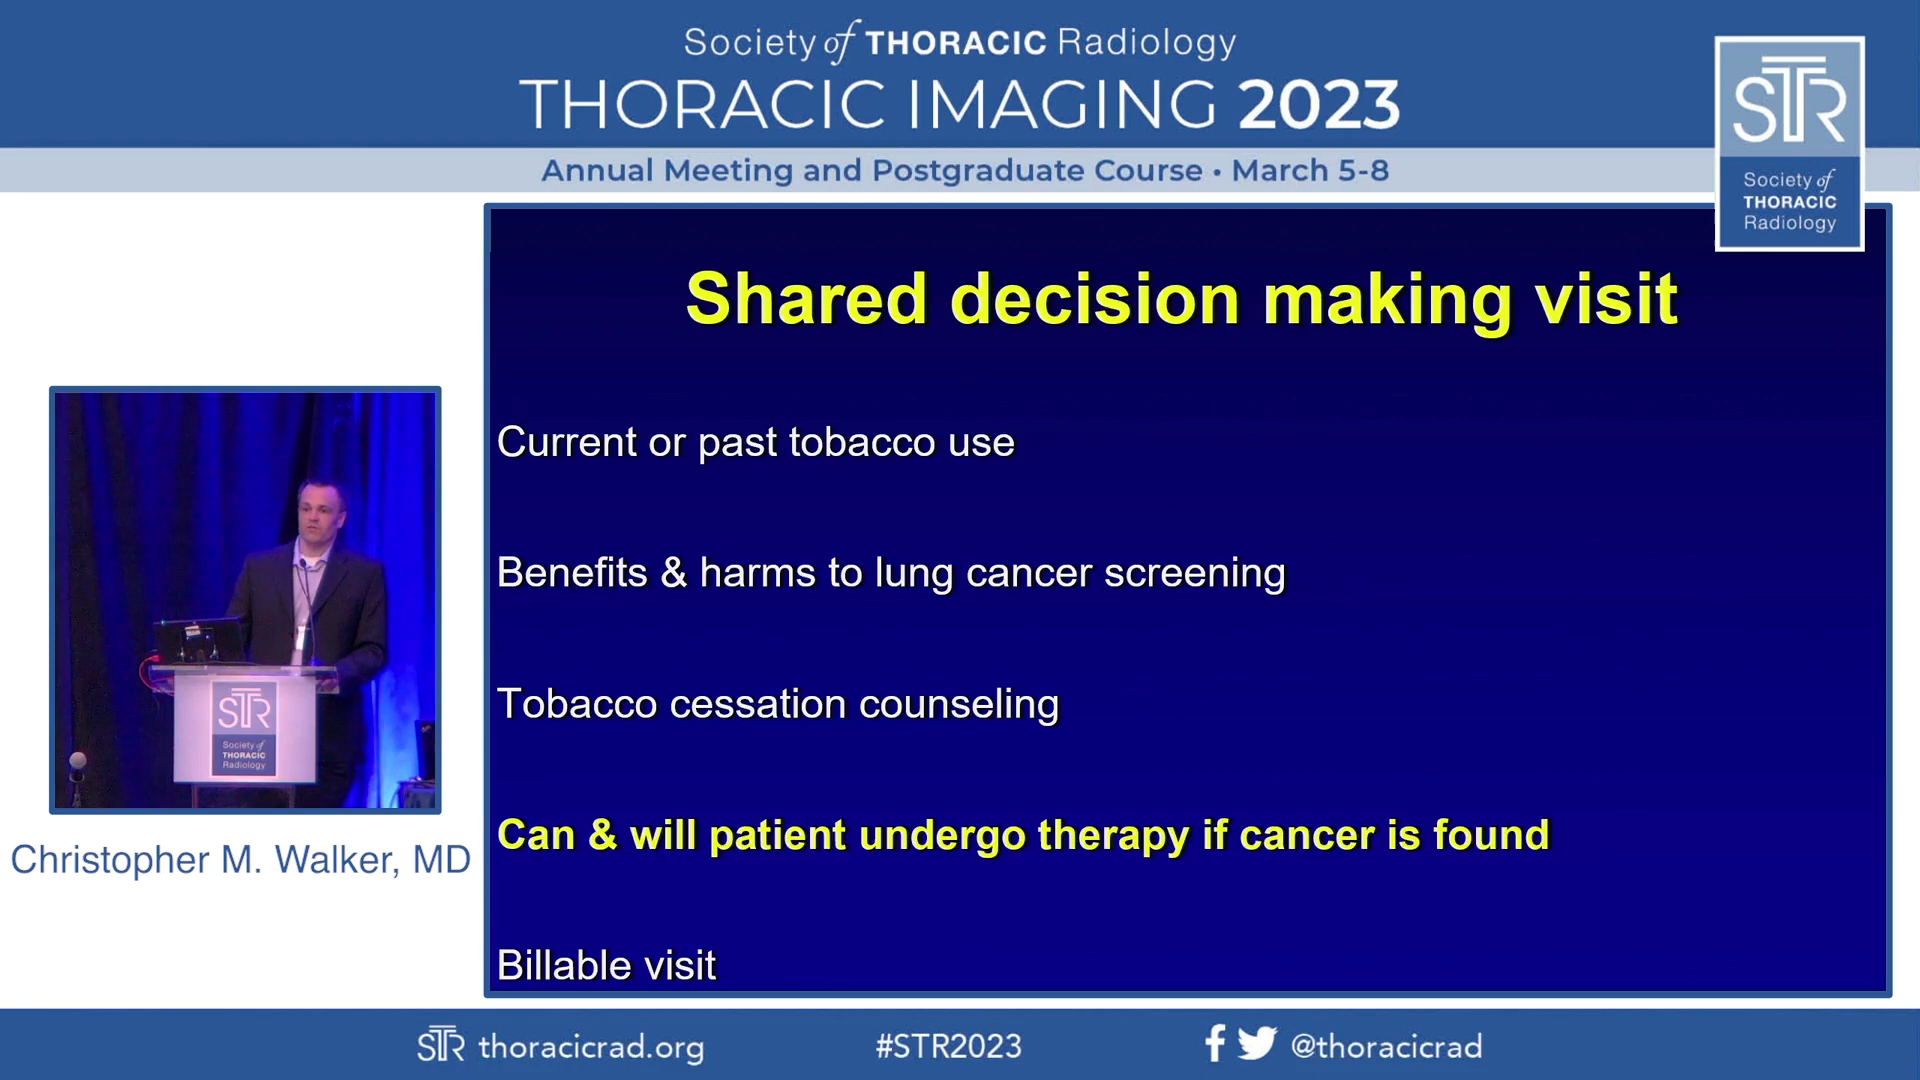 Society of THORACIC Radiology
THORACIC IMAGING 2023
Annual Meeting and Postgraduate Course • March 5-8
STR
Society of
THORACIC
Radiology
Shared decision making visit
Current or past tobacco use
Benefits & harms to lung cancer screening
Tobacco cessation counseling
Can & will patient undergo therapy if cancer is found
Billable visit
STR
Society of
THORACIC
Radiology
Christopher M. Walker, MD
STR thoracicrad.org
#STR2023
@thoracicrad